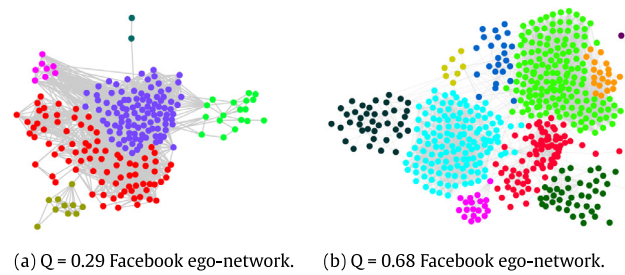 (a) Q = 0.29 Facebook ego-network.
(b) Q = 0.68 Facebook ego-network.